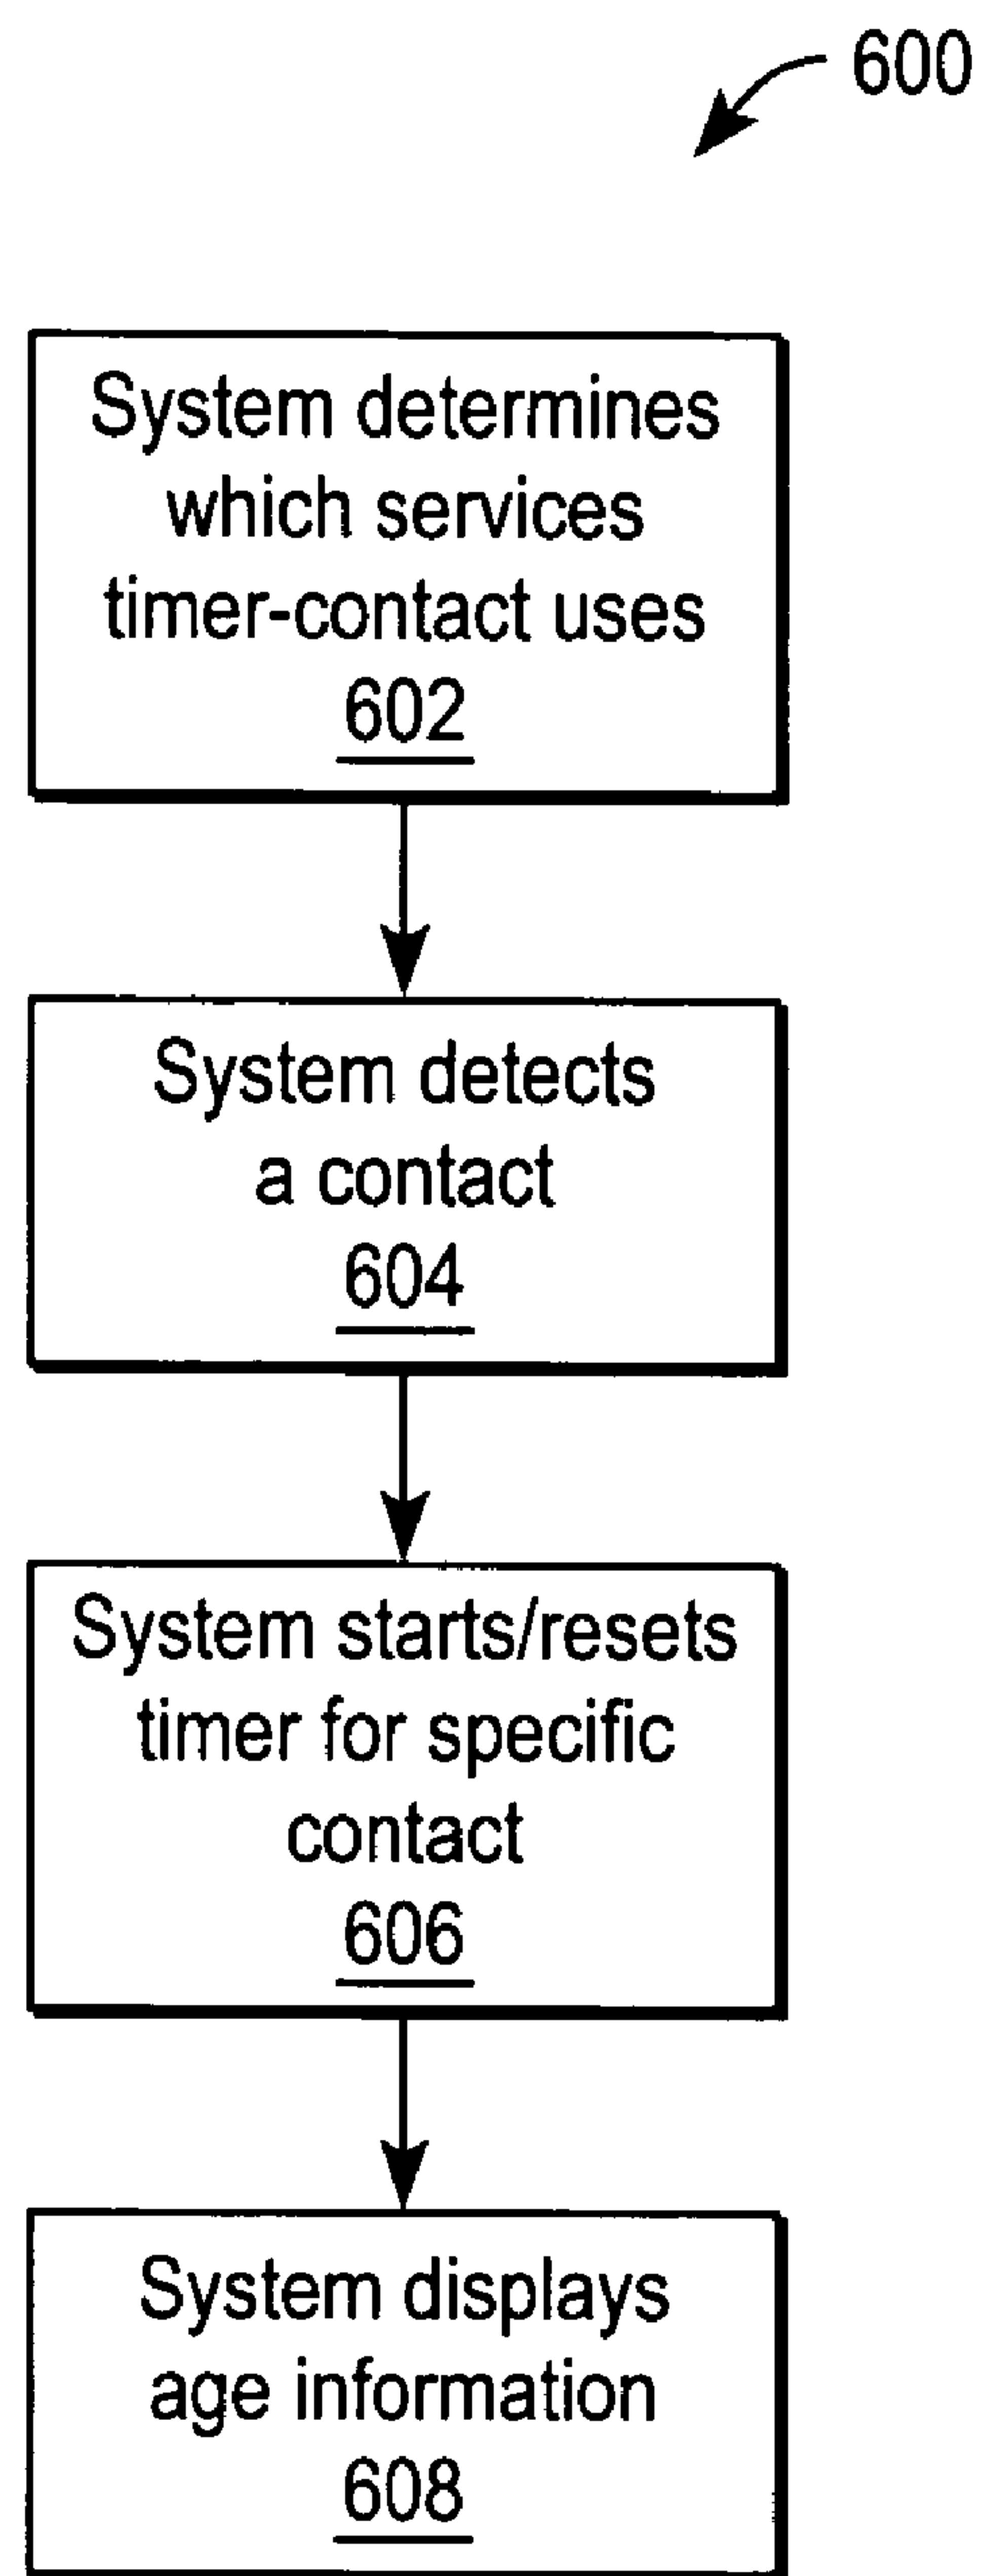 600
System determines
which services
timer-contact uses
602
System detects
a contact
604
System starts/resets
timer for specific
contact
606
System displays
age information
608